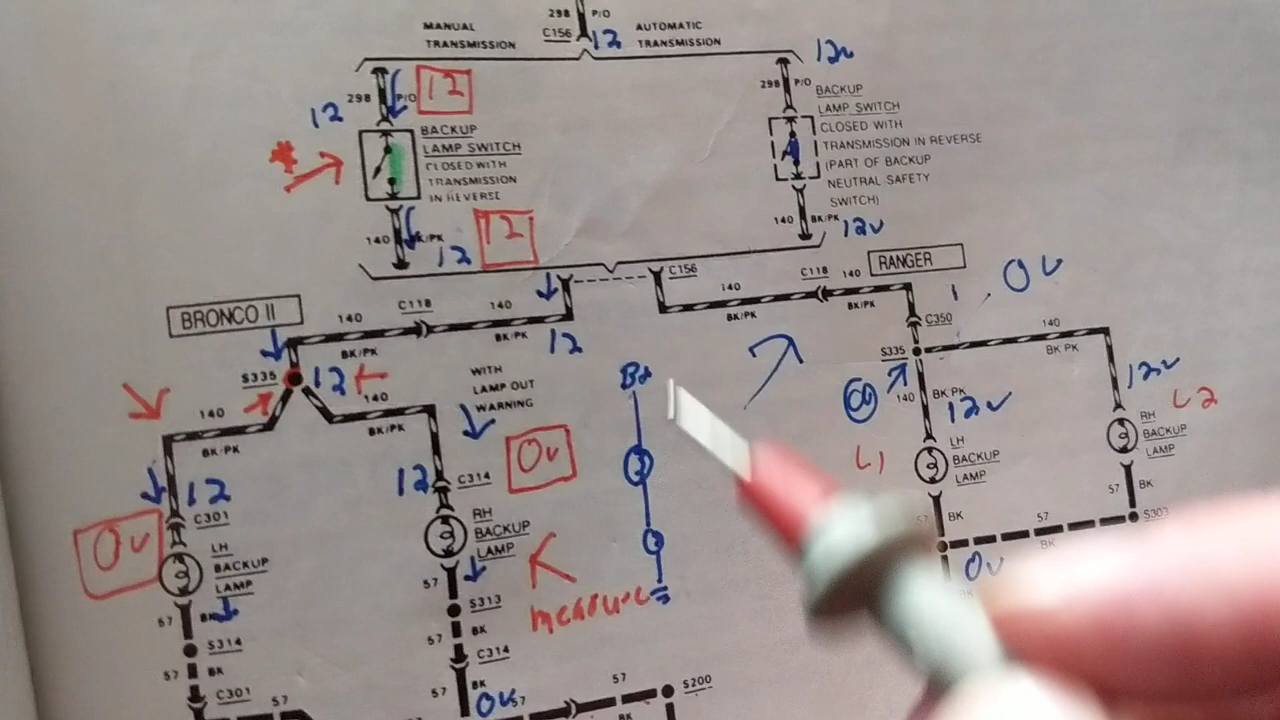 298 P/O
C156 12
MANUAL
TRANSMISSION
AUTOMATIC
TRANSMISSION
12v
298 P/O
12
12
298 P/O
BACKUP
LAMP SWITCH
CLOSED WITH
TRANSMISSION
IN REVERSE
BACKUP
LAMP SWITCH
CLOSED WITH
TRANSMISSION IN REVERSE
(PART OF BACKUP
NEUTRAL SAFETY
SWITCH)
140 BK/PK
12
12
140 BK/PK
12v
BRONCO II
140
C118
140
BK/PK
BK/PK
12
C156
140
BK/PK
C118
140
BK/PK
RANGER
0v
C350
S335
12
S335
140
BK PK
140
BK/PK
140
BK/PK
WITH
LAMP OUT
WARNING
B+
140
BK PK
12v
12v
L1
LH
BACKUP
LAMP
L2
RH
BACKUP
LAMP
12
C301
0v
LH
BACKUP
LAMP
12
C314
0v
RH
BACKUP
LAMP
measure
57 BK
S314
57 BK
C301
57
57
S313
57 BK
C314
57
0v
57
57
BK
S200
57 BK
57 BK
57
BK
S303
0v